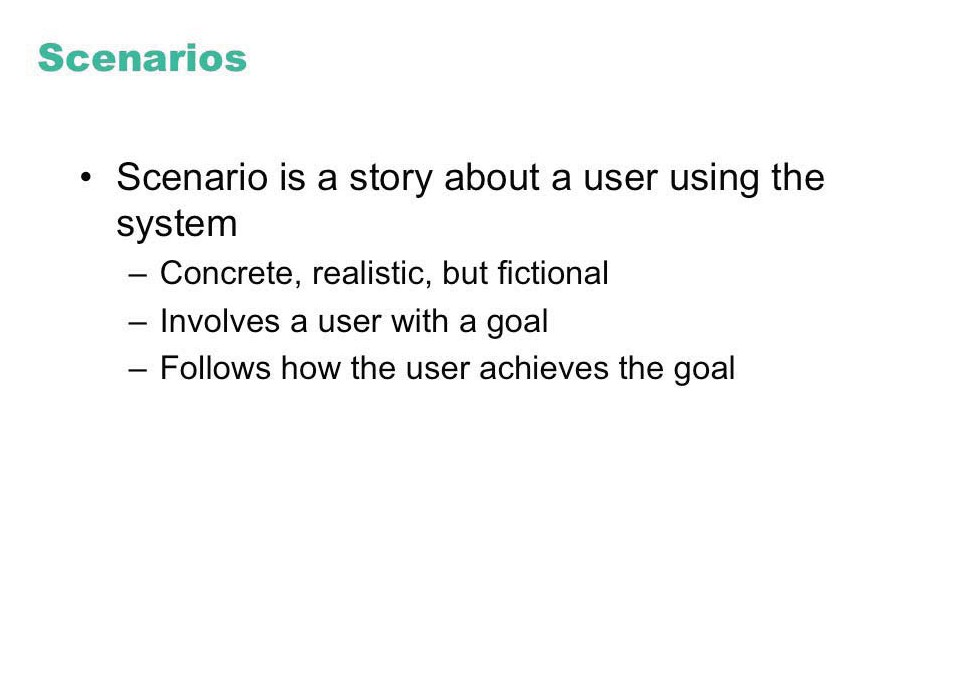 Scenarios
• Scenario is a story about a user using the
system
– Concrete, realistic, but fictional
– Involves a user with a goal
– Follows how the user achieves the goal